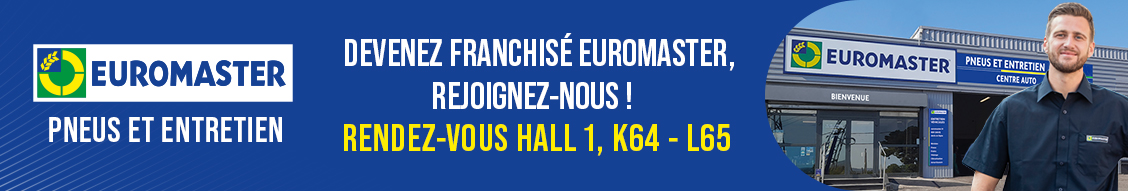 EUROMASTER
PNEUS ET ENTRETIEN
DEVENEZ FRANCHISÉ EUROMASTER,
REJOIGNEZ-NOUS !
RENDEZ-VOUS HALL 1, K64 - L65
EUROMASTER
PNEUS ET ENTRETIEN
CENTRE AUTO
BIENVENUE